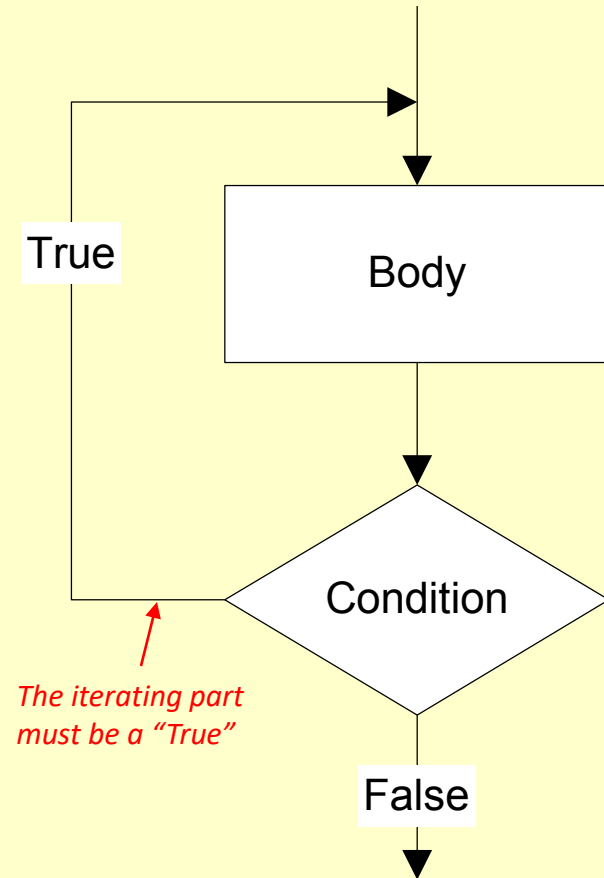 True
Body
Condition
The iterating part
must be a “True”
False